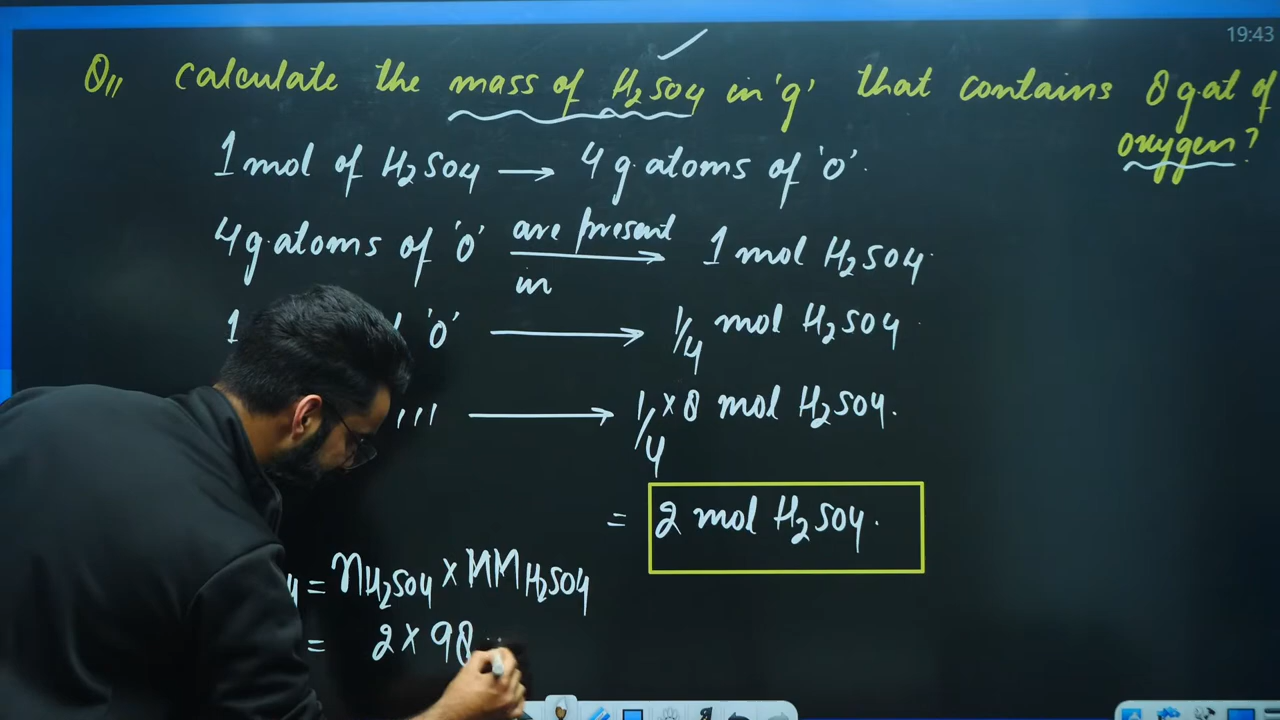 19:43
Q,, Calculate the mass of H2SO4 in 'g' that contains 8 g.at of
oxygen?
1 mol of H2SO4 → 4 g.atoms of 'O'.
4 g.atoms of 'O' are present in → 1 mol H2SO4.
1 'O' → 1/4 mol H2SO4.
,,, → 1/4 × 8 mol H2SO4.
= 2 mol H2SO4.
= nH2SO4 × MMH2SO4
= 2 × 98